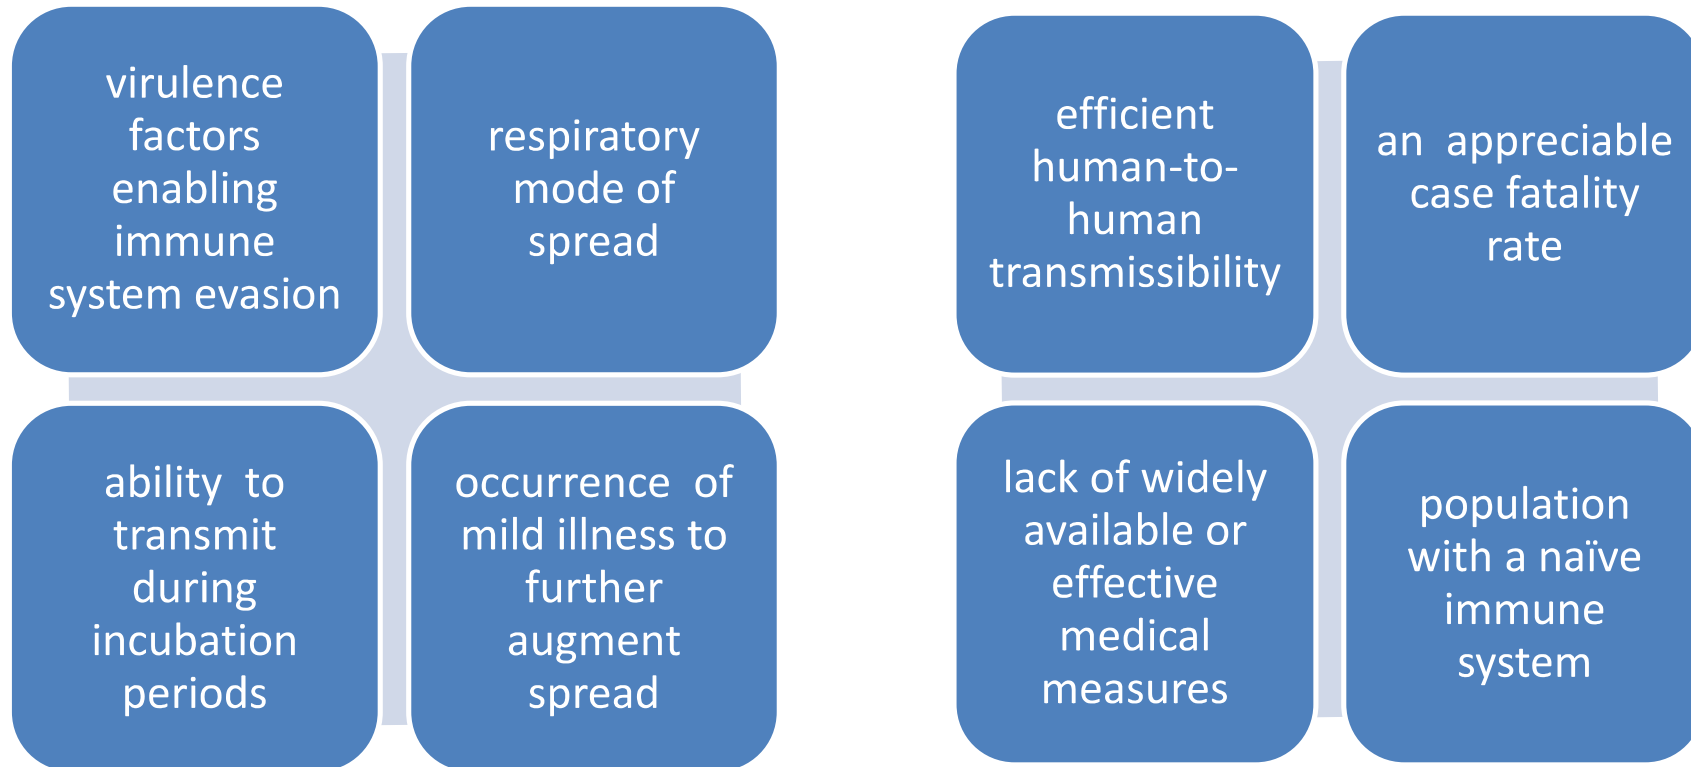 virulence
factors
enabling
immune
system evasion
respiratory
mode of
spread
ability  to
transmit
during
incubation
periods
occurrence  of
mild illness to
further
augment
spread
efficient
human-to-
human
transmissibility
an  appreciable
case fatality
rate
lack of widely
available or
effective
medical
measures
population
with a naïve
immune
system